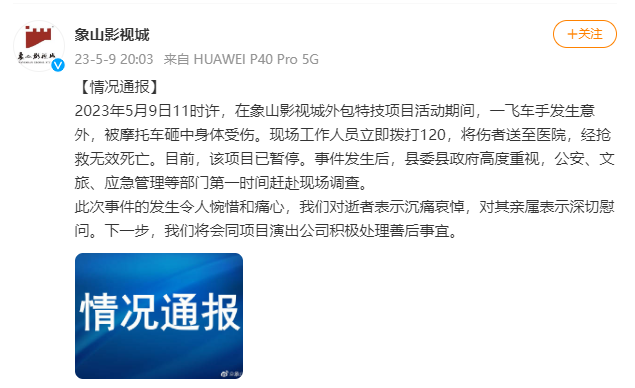 象山影视城
+关注
23-5-9 20:03 来自 HUAWEI P40 Pro 5G
【情况通报】
2023年5月9日11时许，在象山影视城外包特技项目活动期间，一飞车手发生意
外，被摩托车砸中身体受伤。现场工作人员立即拨打120，将伤者送至医院，经抢
救无效死亡。目前，该项目已暂停。事件发生后，县委县政府高度重视，公安、文
旅、应急管理等部门第一时间赶赴现场调查。
此次事件的发生令人惋惜和痛心，我们对逝者表示沉痛哀悼，对其亲属表示深切慰
问。下一步，我们将会同项目演出公司积极处理善后事宜。
情况通报